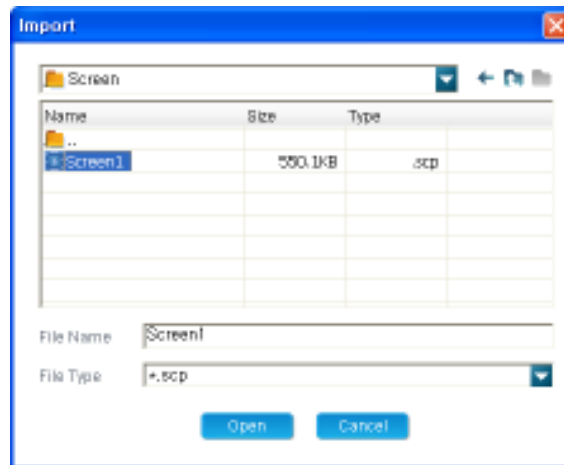 Import
Screen
Name Size Type
..
Screen1 550.1KB .scp
File Name Screen1
File Type *.scp
Open Cancel